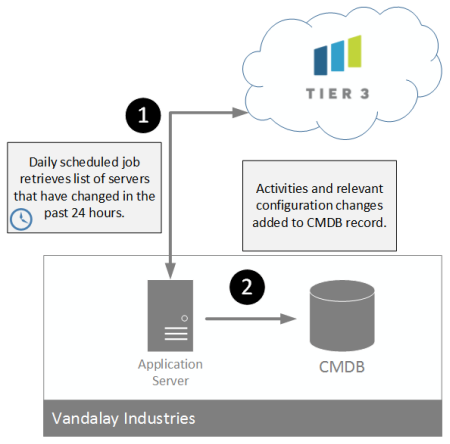 TIER 3
1
Daily scheduled job
retrieves list of servers
that have changed in the
past 24 hours.
Activities and relevant
configuration changes
added to CMDB record.
2
Application
Server
CMDB
Vandalay Industries